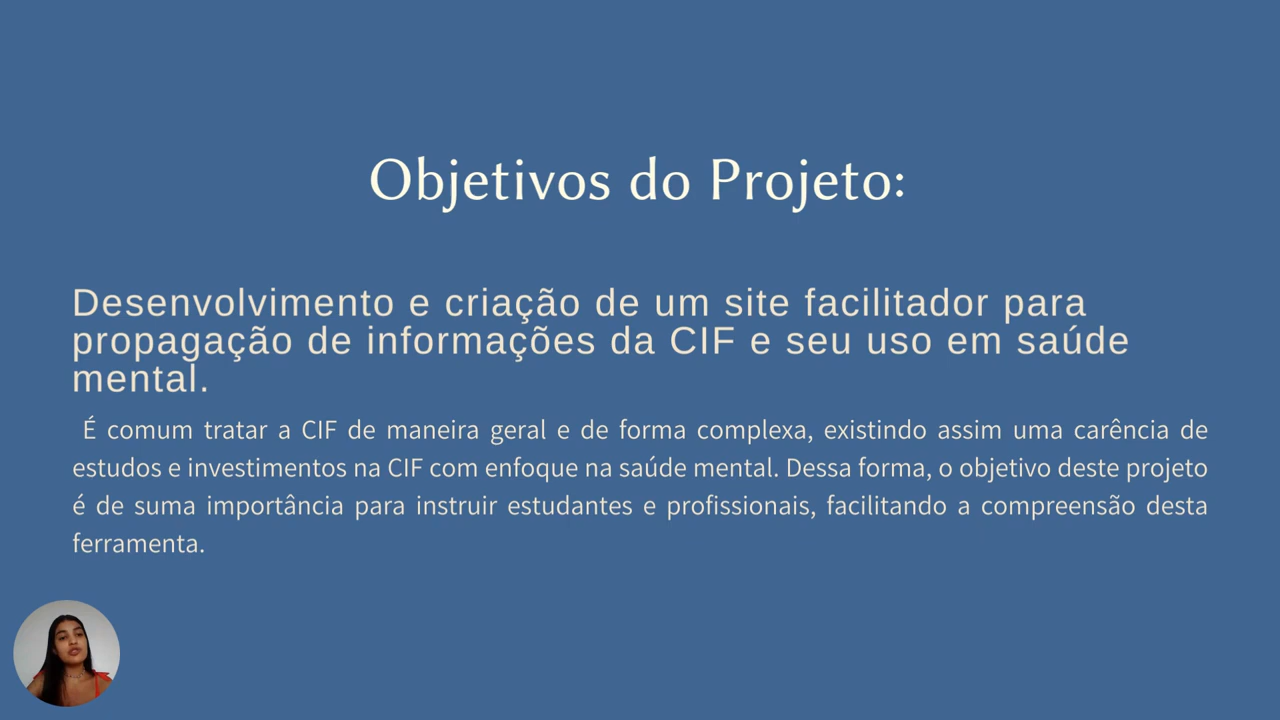 Objetivos do Projeto:
Desenvolvimento e criação de um site facilitador para
propagação de informações da CIF e seu uso em saúde
mental.
É comum tratar a CIF de maneira geral e de forma complexa, existindo assim uma carência de
estudos e investimentos na CIF com enfoque na saúde mental. Dessa forma, o objetivo deste projeto
é de suma importância para instruir estudantes e profissionais, facilitando a compreensão desta
ferramenta.